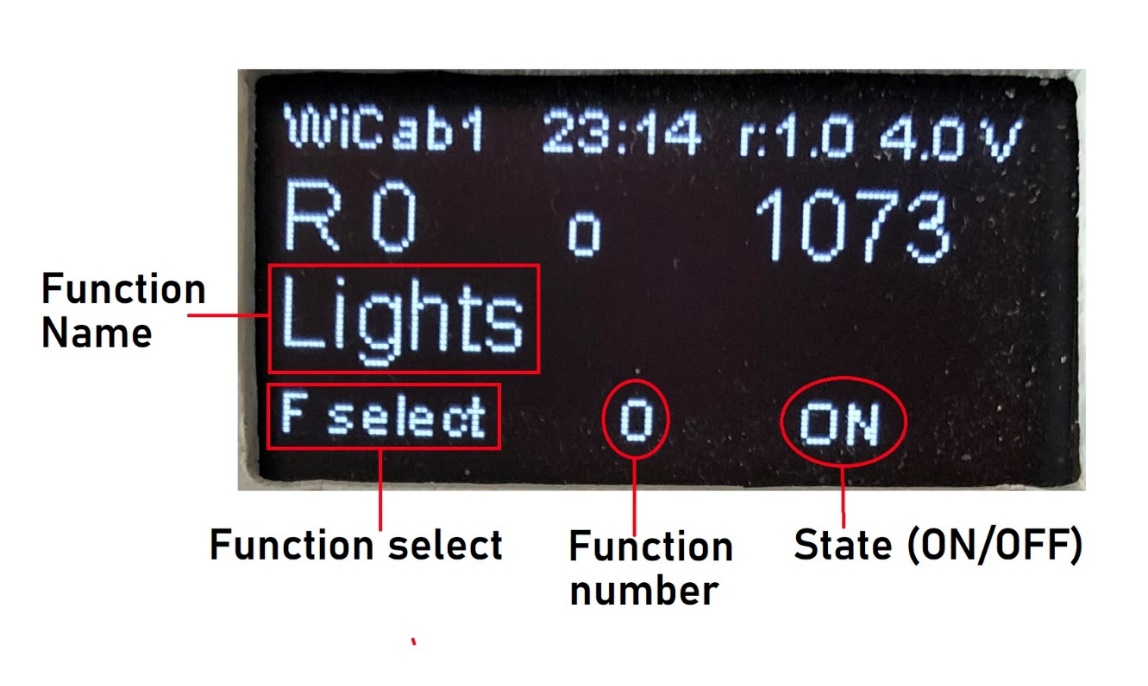 WiCab1 23:14 r:1.0 4.0 V
R 0 o 1073
Function
Name
Lights
F select 0 ON
Function select
Function
number
State (ON/OFF)